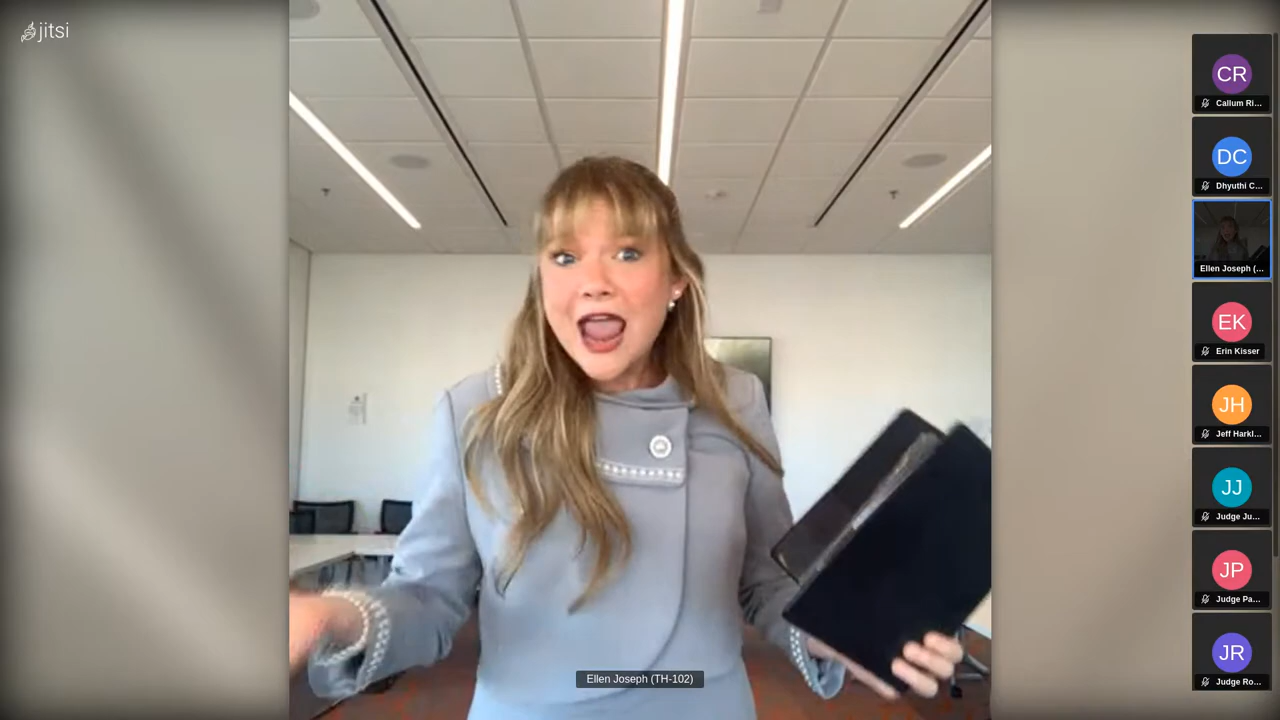 jitsi
CR
Callum Ri...
DC
Dhyuthi C...
Ellen Joseph (...
EK
Erin Kisser
JH
Jeff Harkl...
JJ
Judge Ju...
JP
Judge Pa...
JR
Judge Ro...
Ellen Joseph (TH-102)